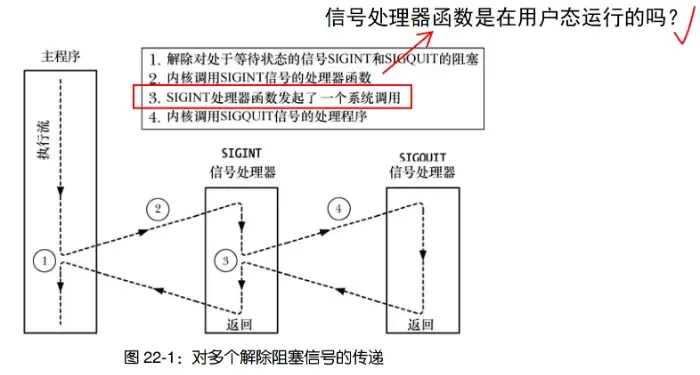 信号处理器函数是在用户态运行的吗？
主程序
1. 解除对处于等待状态的信号SIGINT和SIGQUIT的阻塞
2. 内核调用SIGINT信号的处理器函数
3. SIGINT处理器函数发起了一个系统调用
4. 内核调用SIGQUIT信号的处理程序
执行流
SIGINT
信号处理器
SIGQUIT
信号处理器
2
4
1
3
返回
返回
图 22-1：对多个解除阻塞信号的传递